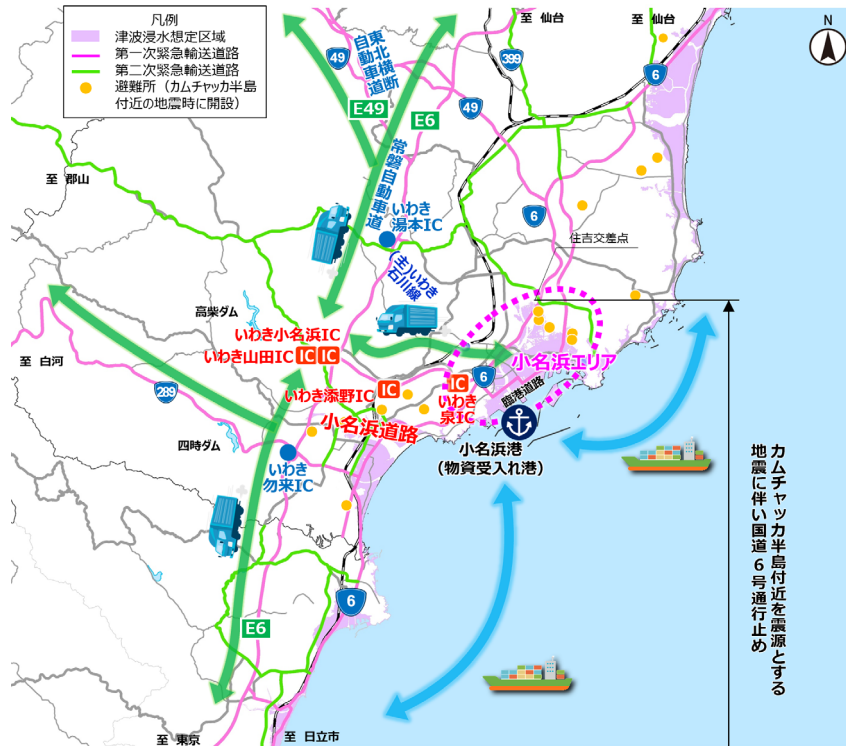 凡例
津波浸水想定区域
第一次緊急輸送道路
第二次緊急輸送道路
避難所（カムチャッカ半島
付近の地震時に開設）
至 仙台
至 仙台
N
49
東北横断
自動車道
399
6
E49
E6
49
常磐自動車道
至 郡山
いわき
湯本IC
6
住吉交差点
(主)いわき
石川線
高柴ダム
いわき小名浜IC
いわき山田IC
IC
IC
小名浜エリア
至 白河
289
いわき添野IC
IC
IC
6
いわき
泉IC
臨港道路
小名浜道路
四時ダム
小名浜港
（物資受入れ港）
いわき
勿来IC
カムチャッカ半島付近を震源とする
地震に伴い国道6号通行止め
6
E6
至 東京
至 日立市